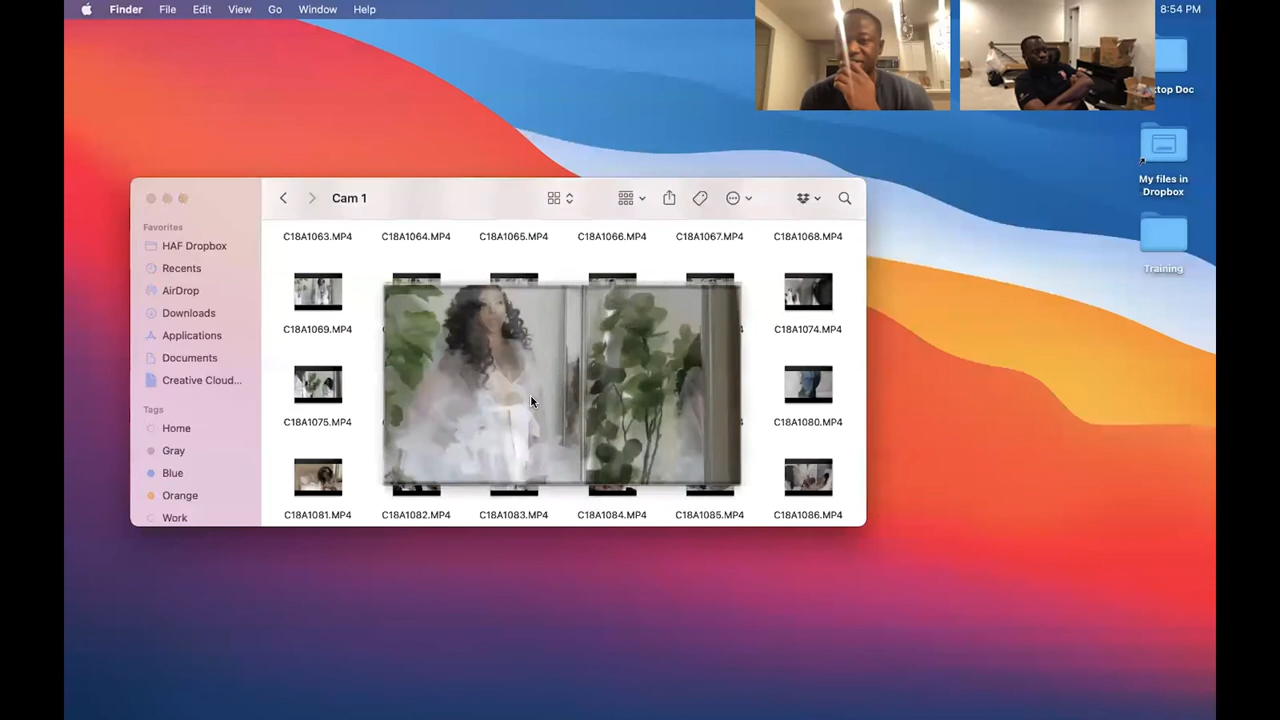 Finder File Edit View Go Window Help 8:54 PM
ktop Doc
My files in
Dropbox
Training
Cam 1
Favorites
HAF Dropbox
Recents
AirDrop
Downloads
Applications
Documents
Creative Cloud...
Tags
Home
Gray
Blue
Orange
Work
C18A1063.MP4 C18A1064.MP4 C18A1065.MP4 C18A1066.MP4 C18A1067.MP4 C18A1068.MP4
C18A1069.MP4 C18A1074.MP4
C18A1075.MP4 C18A1080.MP4
C18A1081.MP4 C18A1082.MP4 C18A1083.MP4 C18A1084.MP4 C18A1085.MP4 C18A1086.MP4